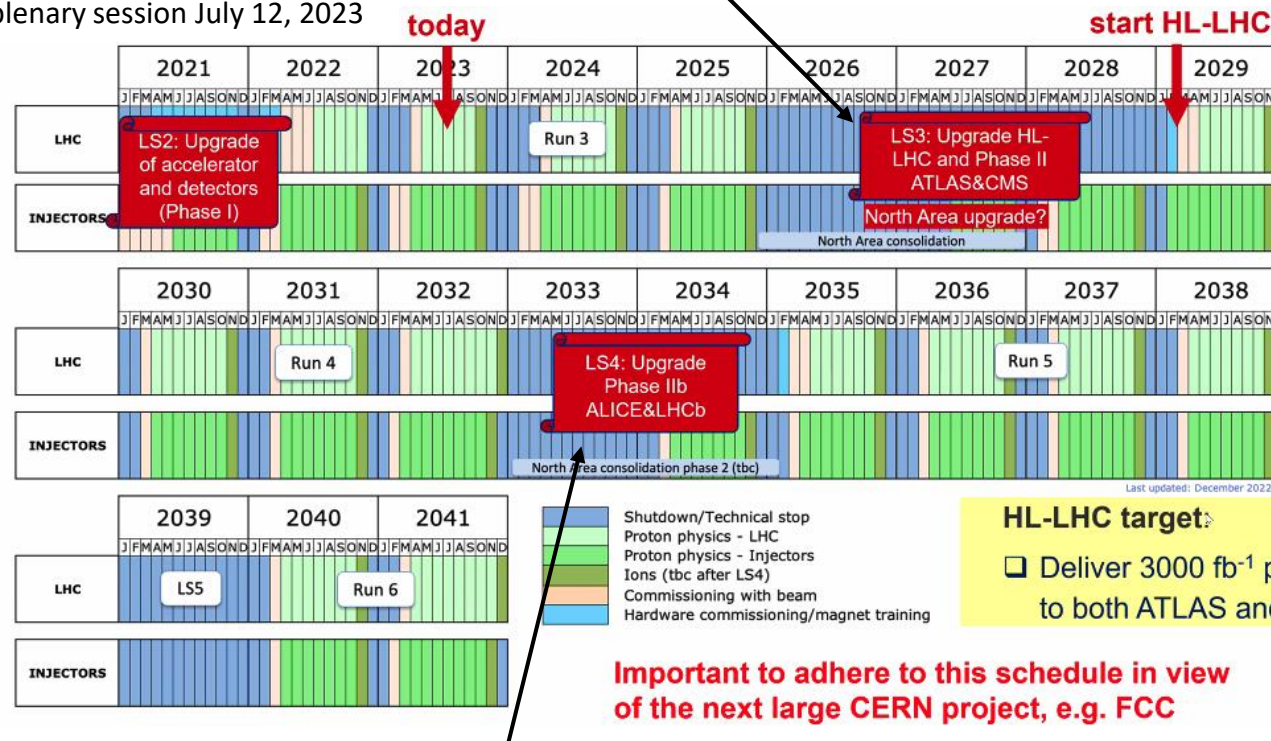 plenary session July 12, 2023
today
start HL-LHC
2021 2022 2023 2024 2025 2026 2027 2028 2029
J F M A M J J A S O N D J F M A M J J A S O N D J F M A M J J A S O N D J F M A M J J A S O N D J F M A M J J A S O N D J F M A M J J A S O N D J F M A M J J A S O N D J F M A M J J A S O N D J F M A M J J A S O N
LHC
LS2: Upgrade
of accelerator
and detectors
(Phase I)
Run 3
LS3: Upgrade HL-
LHC and Phase II
ATLAS&CMS
INJECTORS
North Area upgrade?
North Area consolidation
2030 2031 2032 2033 2034 2035 2036 2037 2038
J F M A M J J A S O N D J F M A M J J A S O N D J F M A M J J A S O N D J F M A M J J A S O N D J F M A M J J A S O N D J F M A M J J A S O N D J F M A M J J A S O N D J F M A M J J A S O N D J F M A M J J A S O N
LHC
Run 4
LS4: Upgrade
Phase IIb
ALICE&LHCb
Run 5
INJECTORS
North Area consolidation phase 2 (tbc)
Last updated: December 2022
2039 2040 2041
J F M A M J J A S O N D J F M A M J J A S O N D J F M A M J J A S O N D
LHC
LS5
Run 6
INJECTORS
Shutdown/Technical stop
Proton physics - LHC
Proton physics - Injectors
Ions (tbc after LS4)
Commissioning with beam
Hardware commissioning/magnet training
HL-LHC target:
❑ Deliver 3000 fb-1 p
to both ATLAS and
Important to adhere to this schedule in view
of the next large CERN project, e.g. FCC